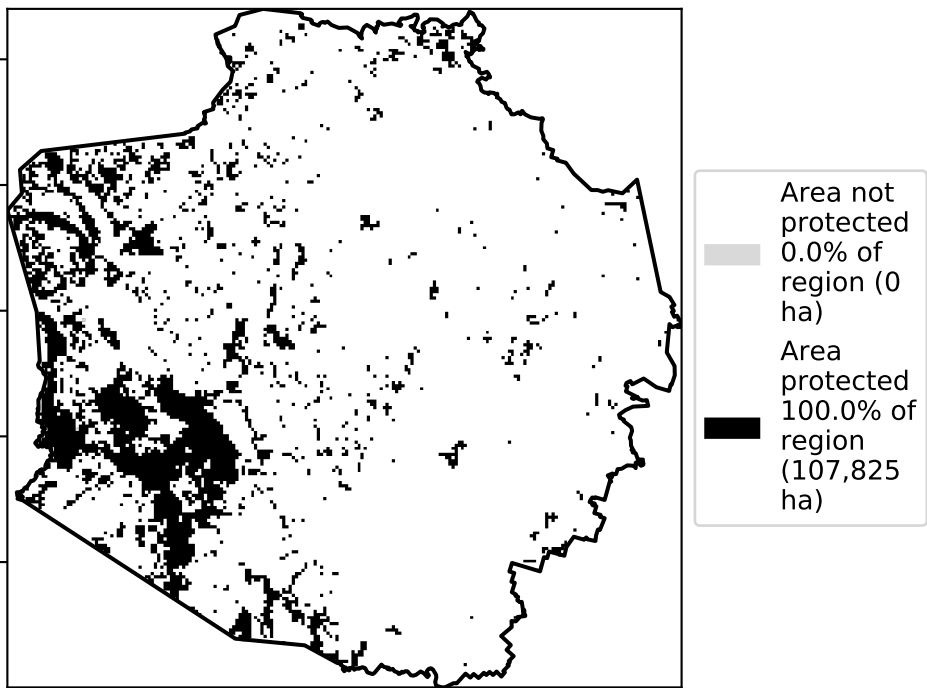 Area not
protected
0.0% of
region (0
ha)
Area
protected
100.0% of
region
(107,825
ha)